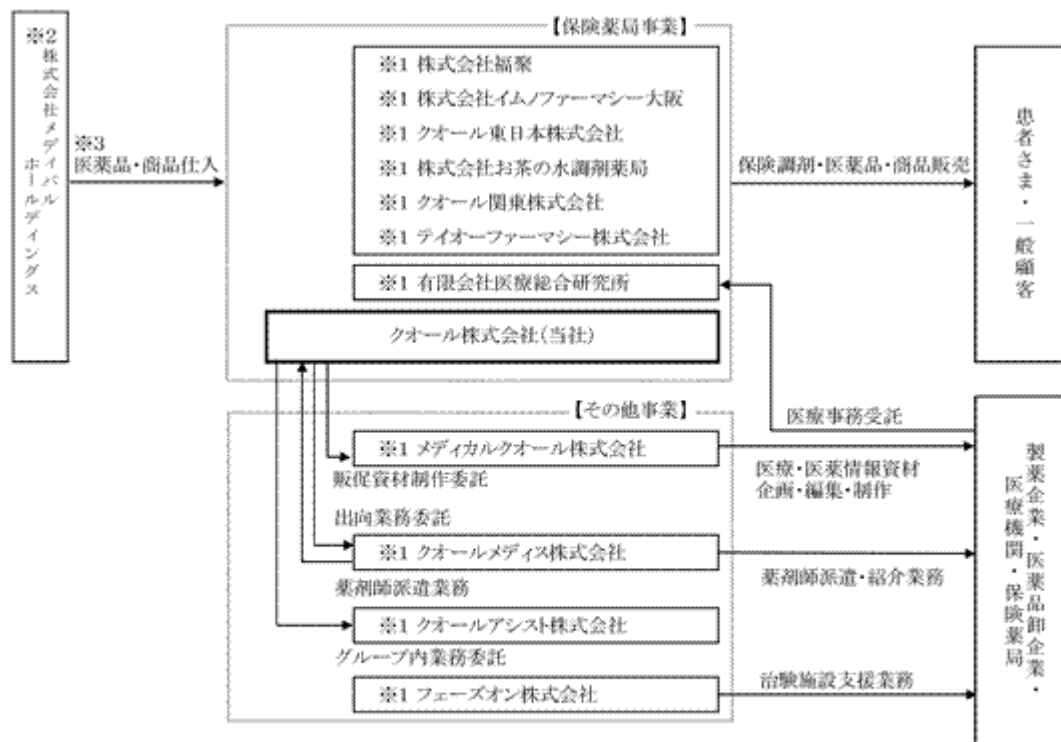 【保険薬局事業】
※2
株式会社メディパル
ホールディングス
※3
医薬品・商品仕入
※1 株式会社福聚
※1 株式会社イムノファーマシー大阪
※1 クオール東日本株式会社
※1 株式会社お茶の水調剤薬局
※1 クオール関東株式会社
※1 テイオーファーマシー株式会社
※1 有限会社医療総合研究所
クオール株式会社(当社)
保険調剤・医薬品・商品販売
患者さま・一般顧客
【その他事業】
医療事務受託
※1 メディカルクオール株式会社
販促資材制作委託
医療・医薬情報資材
企画・編集・制作
出向業務委託
※1 クオールメディス株式会社
薬剤師派遣業務
薬剤師派遣・紹介業務
※1 クオールアシスト株式会社
グループ内業務委託
※1 フェーズオン株式会社
治験施設支援業務
製薬企業・医薬品卸企業・
医療機関・保険薬局